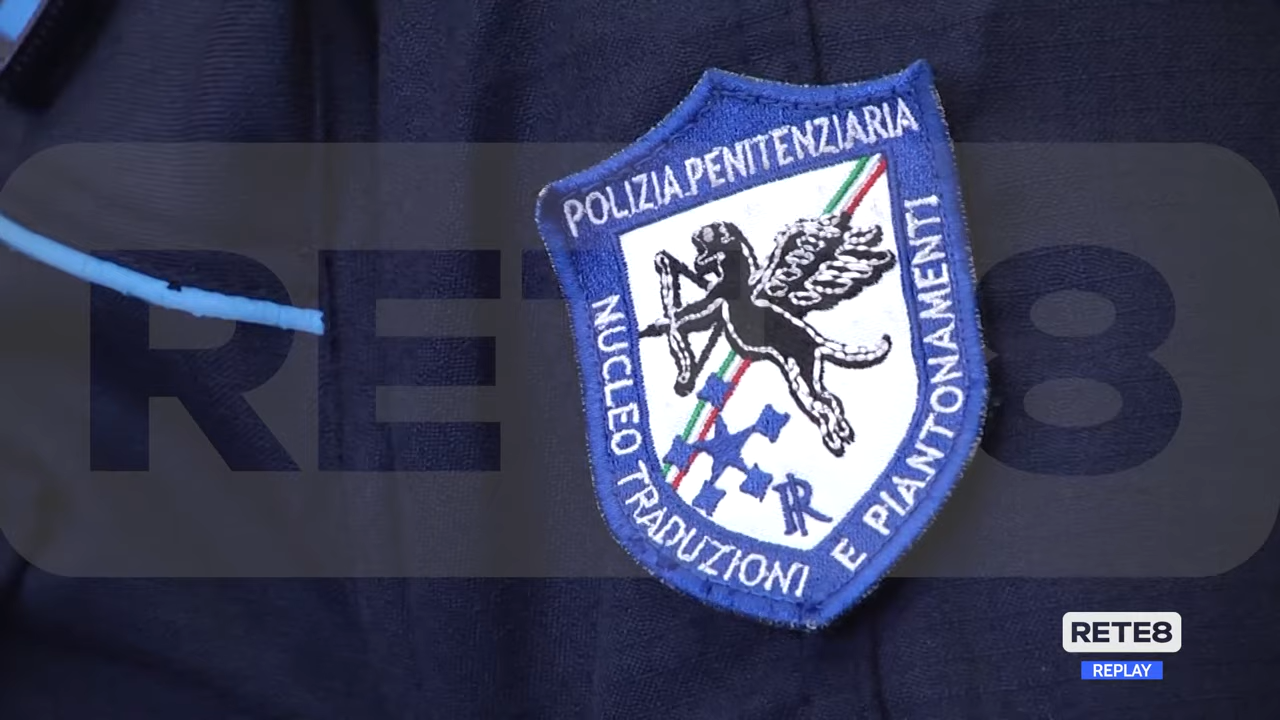 POLIZIA PENITENZIARIA
NUCLEO TRADUZIONI E PIANTONAMENTI
RETE8
RETE8
REPLAY